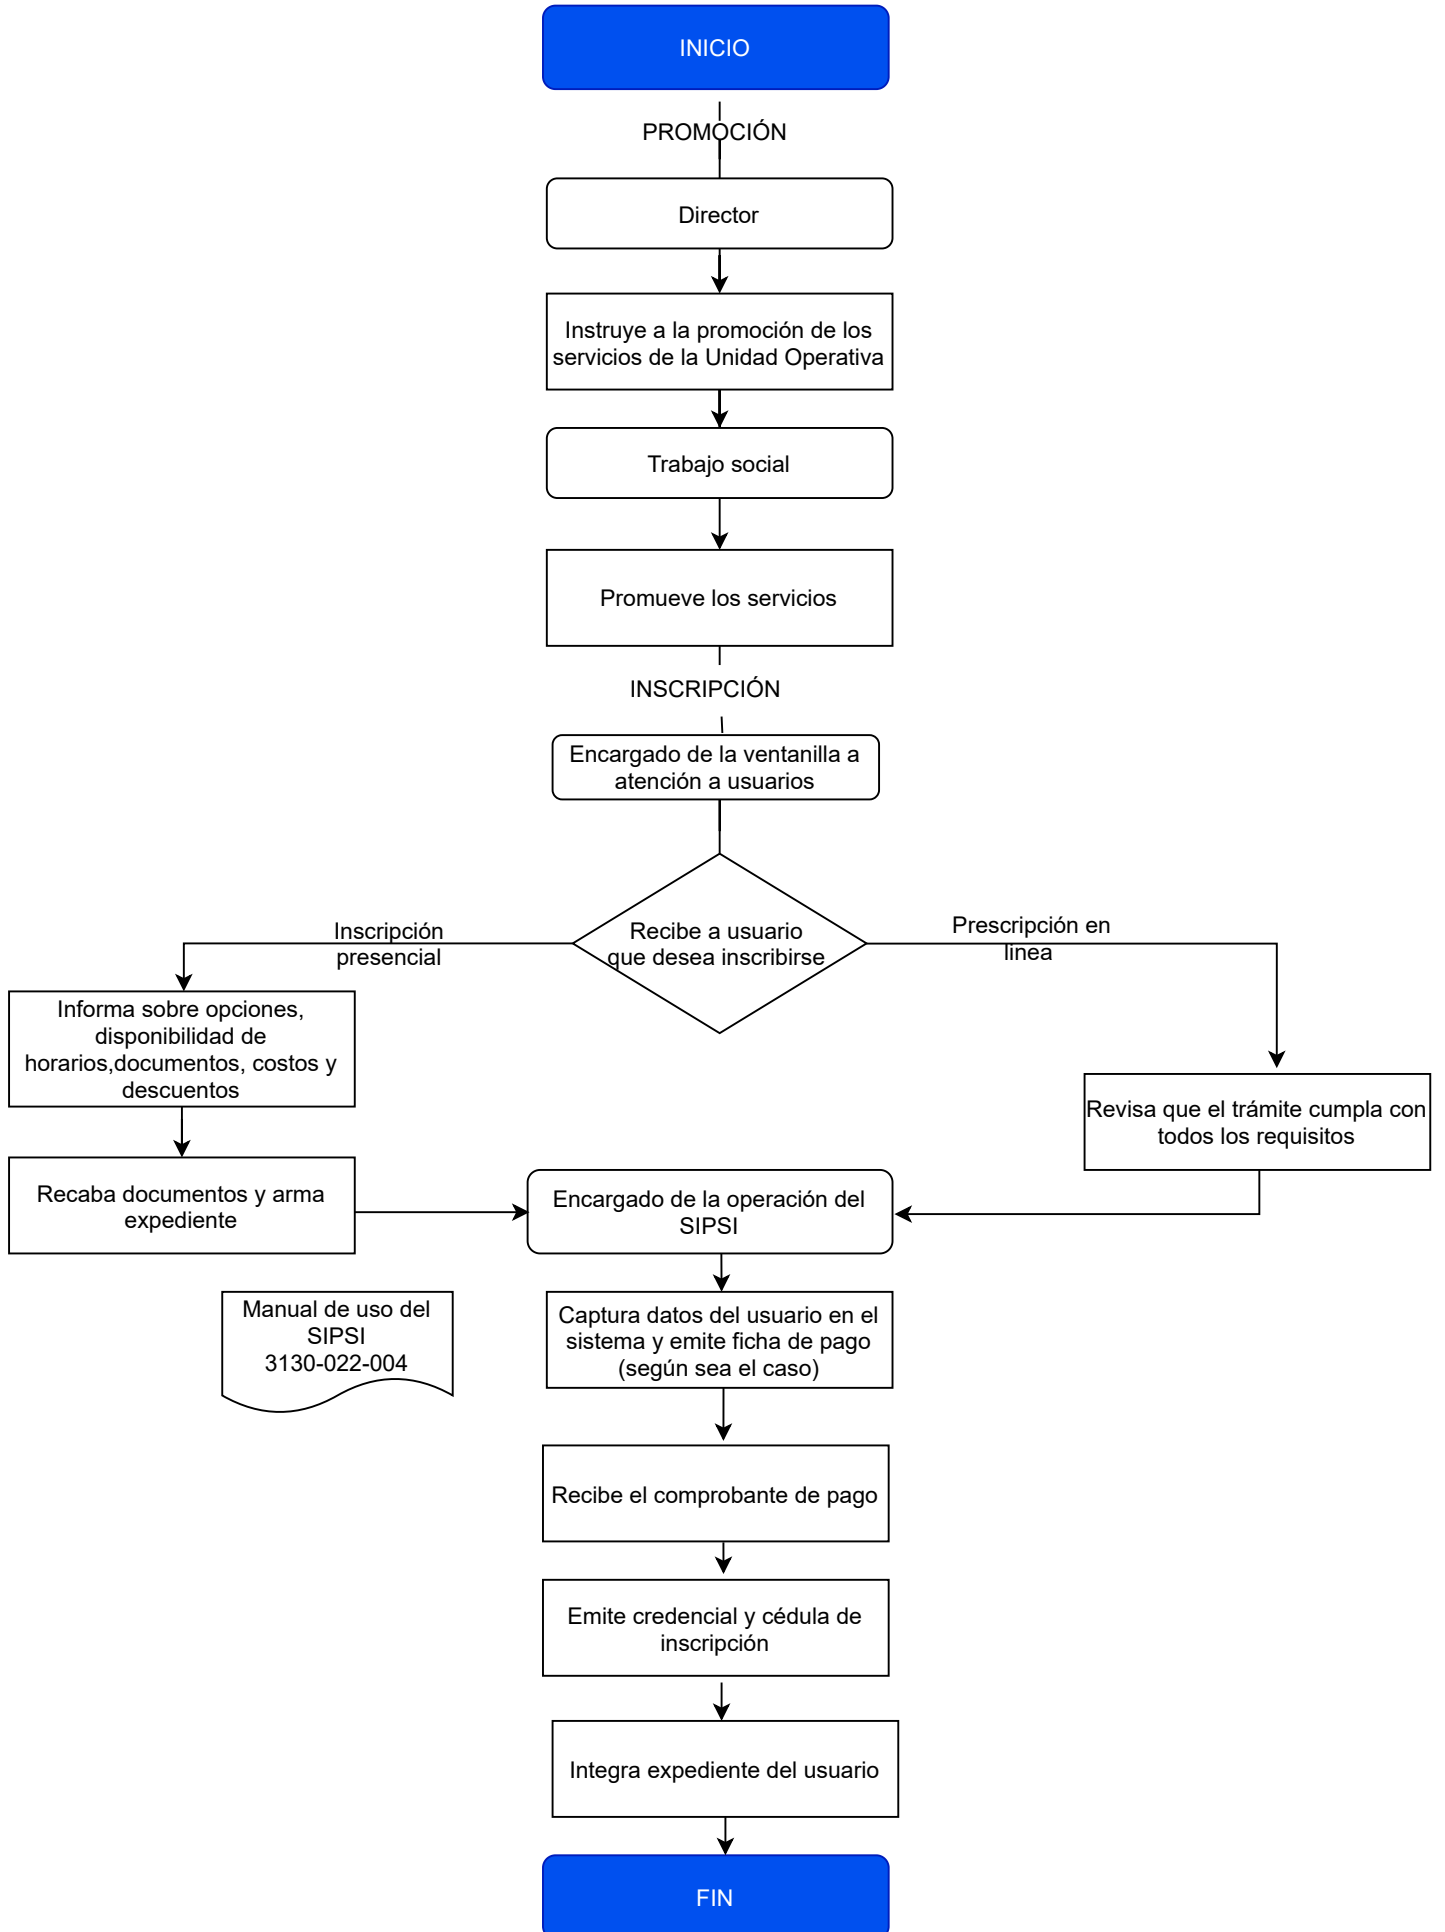 INICIO
PROMOCIÓN
Director
Instruye a la promoción de los
servicios de la Unidad Operativa
Trabajo social
Promueve los servicios
INSCRIPCIÓN
Encargado de la ventanilla a
atención a usuarios
Recibe a usuario
que desea inscribirse
Inscripción
presencial
Prescripción en
linea
Informa sobre opciones,
disponibilidad de
horarios,documentos, costos y
descuentos
Revisa que el trámite cumpla con
todos los requisitos
Recaba documentos y arma
expediente
Encargado de la operación del
SIPSI
Manual de uso del
SIPSI
3130-022-004
Captura datos del usuario en el
sistema y emite ficha de pago
(según sea el caso)
Recibe el comprobante de pago
Emite credencial y cédula de
inscripción
Integra expediente del usuario
FIN